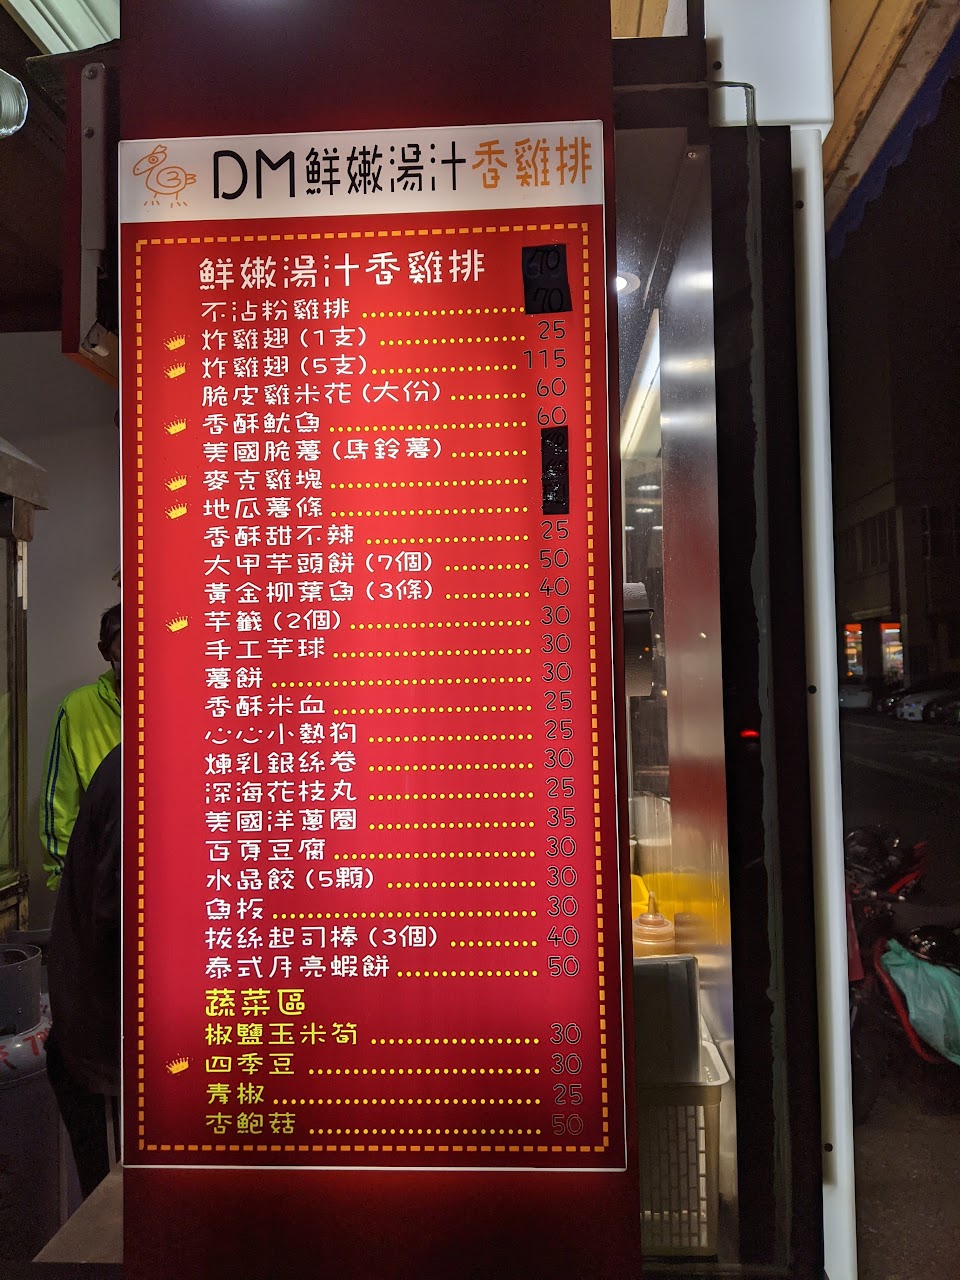 DM鮮嫩湯汁香雞排
鮮嫩湯汁香雞排 70
不沾粉雞排 70
炸雞翅(1支) 25
炸雞翅(5支) 115
脆皮雞米花(大份) 60
香酥魷魚 60
美國脆薯(馬鈴薯)
麥克雞塊
地瓜薯條
香酥甜不辣 25
大甲芋頭餅(7個) 50
黃金柳葉魚(3條) 40
芋籤(2個) 30
手工芋球 30
薯餅 30
香酥米血 25
心心小熱狗 25
煉乳銀絲卷 30
深海花枝丸 25
美國洋蔥圈 35
百頁豆腐 30
水晶餃(5顆) 30
魚板 30
拔絲起司棒(3個) 40
泰式月亮蝦餅 50
蔬菜區
椒鹽玉米筍 30
四季豆 30
青椒 25
杏鮑菇 50